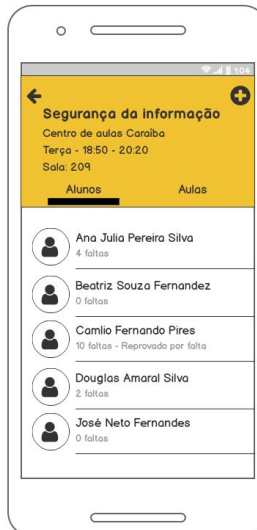 104
Segurança da informação
Centro de aulas Caraíba
Terça - 18:50 - 20:20
Sala: 209
Alunos Aulas
Ana Julia Pereira Silva
4 faltas
Beatriz Souza Fernandez
0 faltas
Camlio Fernando Pires
10 faltas - Reprovado por falta
Douglas Amaral Silva
2 faltas
José Neto Fernandes
0 faltas